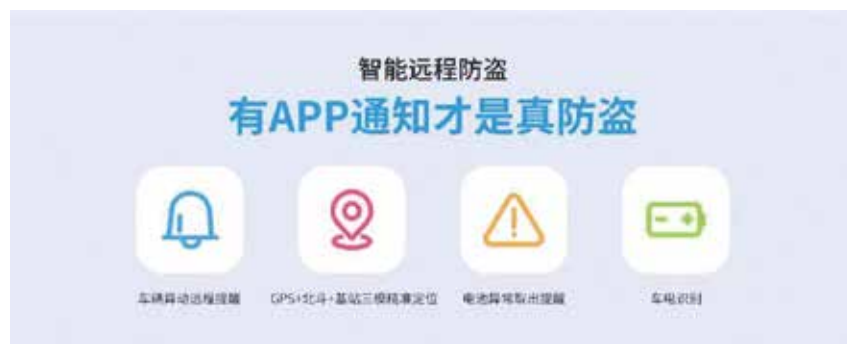 智能远程防盗
有APP通知才是真防盗
车辆异动远程提醒
GPS+北斗+基站三模精准定位
电池异常取出提醒
车电识别